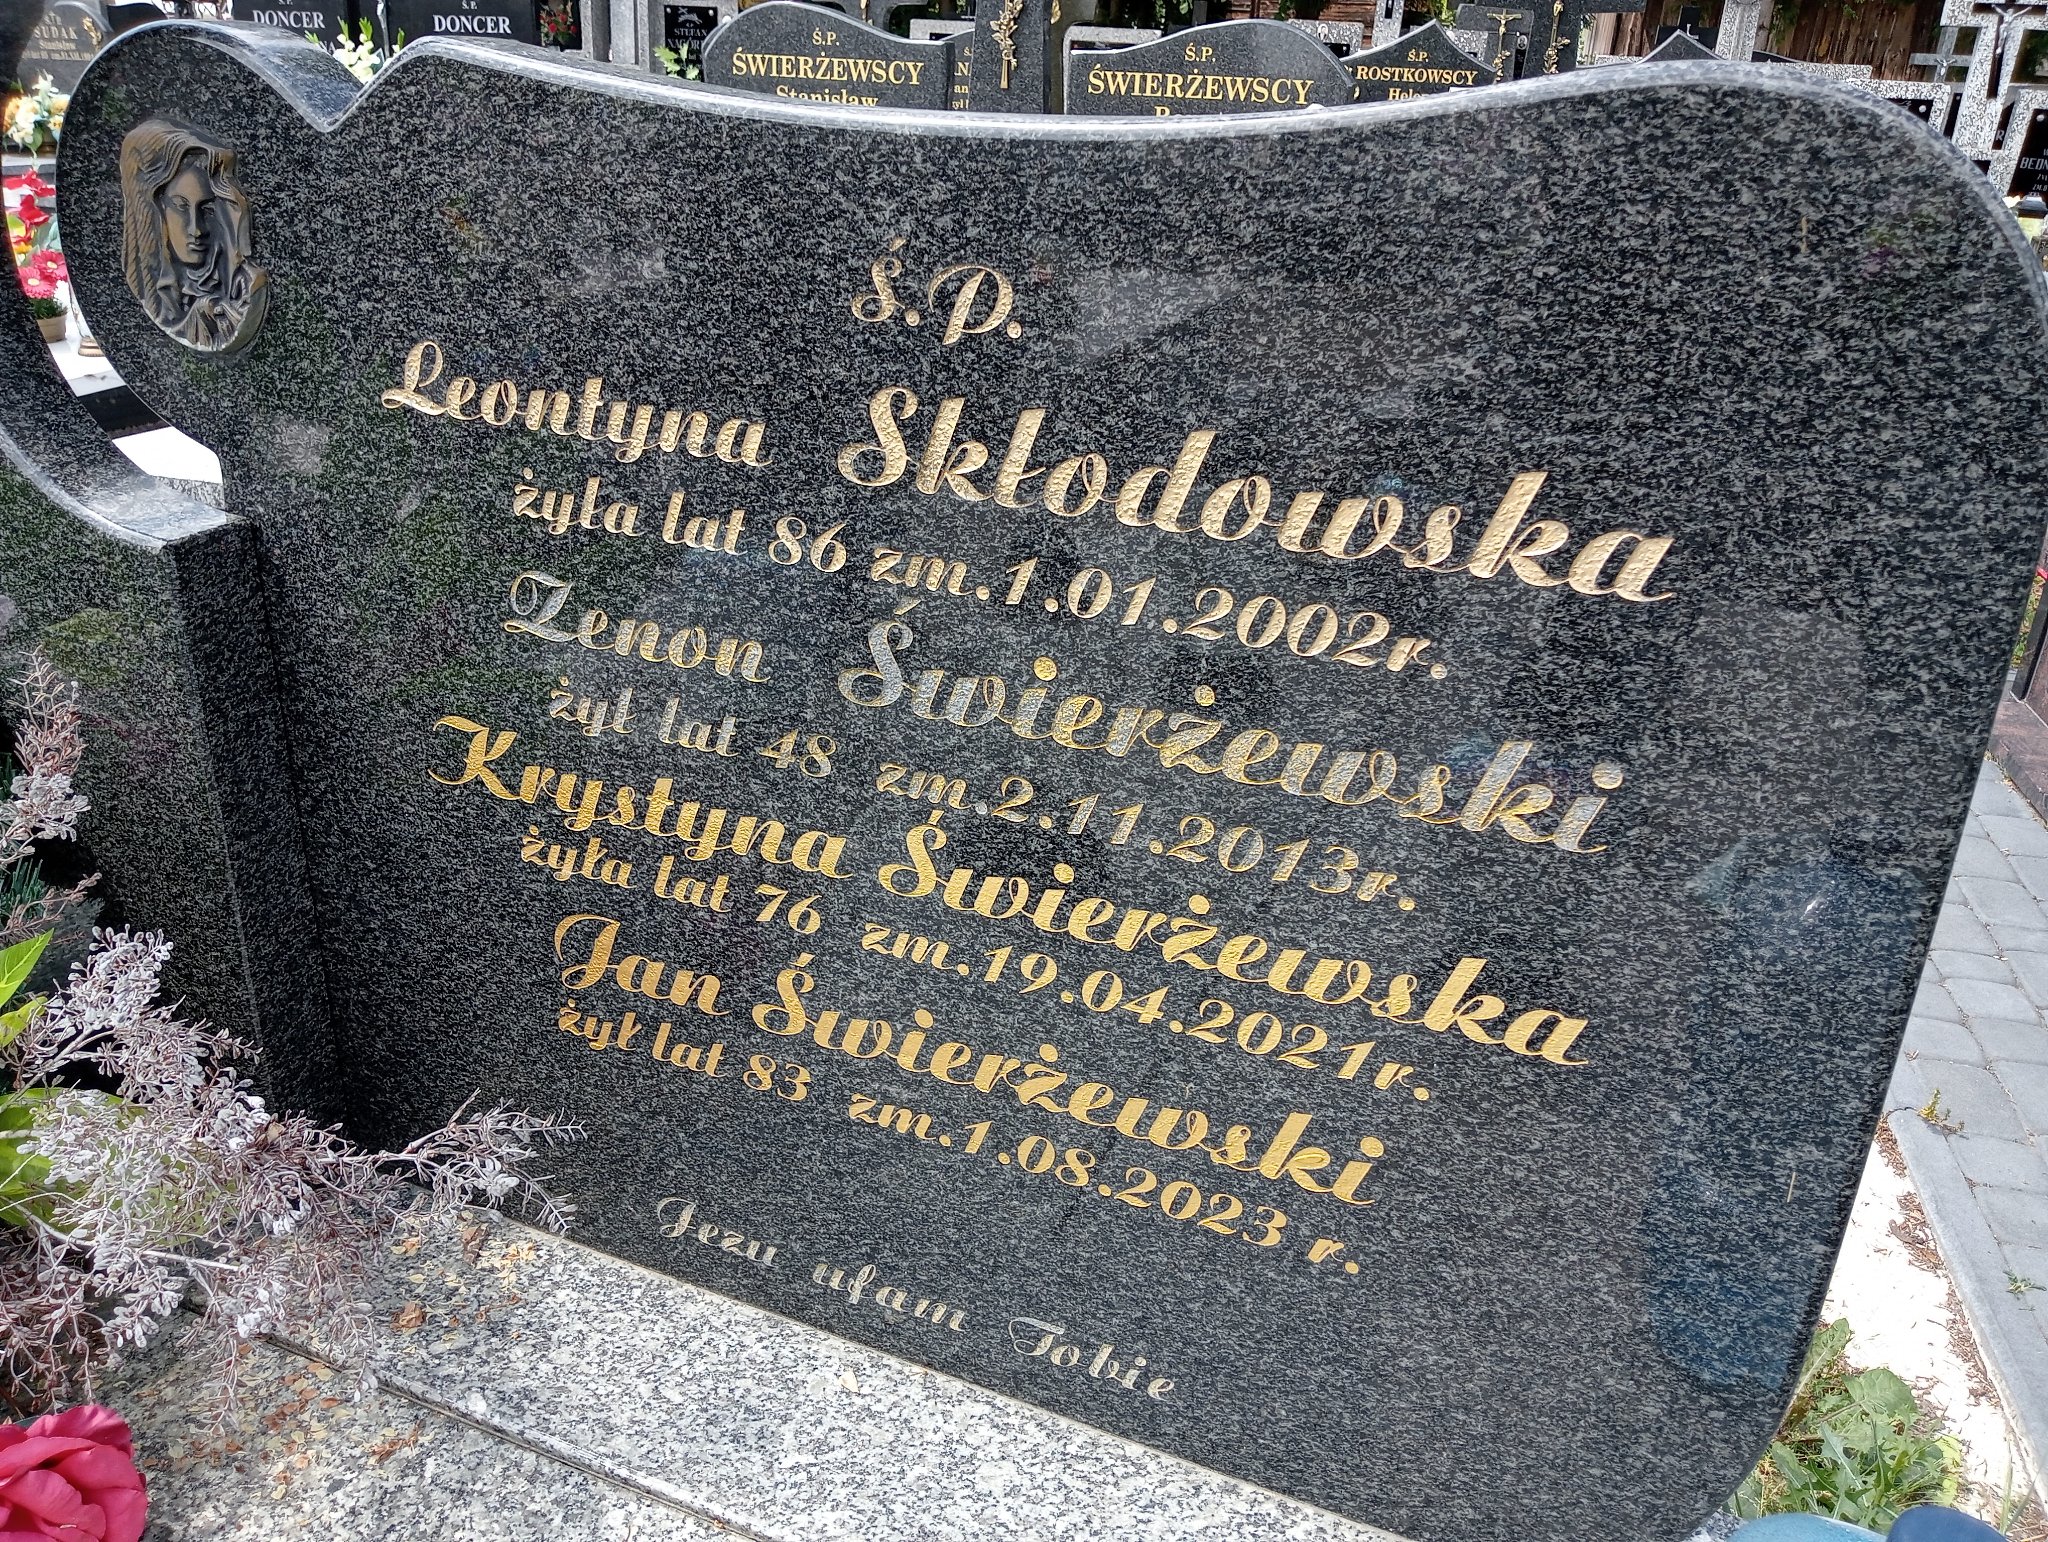 Ś.P.
DONCER
Ś.P.
DONCER
Ś.P.
ŚWIERŻEWSCY
Stanisław
Ś.P.
ŚWIERŻEWSCY
Ś.P.
ROSTKOWSCY
Ś.P.
Leontyna Skłodowska
żyła lat 86 zm.1.01.2002r.
Zenon Świerżewski
żył lat 48 zm.2.11.2013r.
Krystyna Świerżewska
żyła lat 76 zm.19.04.2021r.
Jan Świerżewski
żył lat 83 zm.1.08.2023 r.
Jezu ufam Tobie